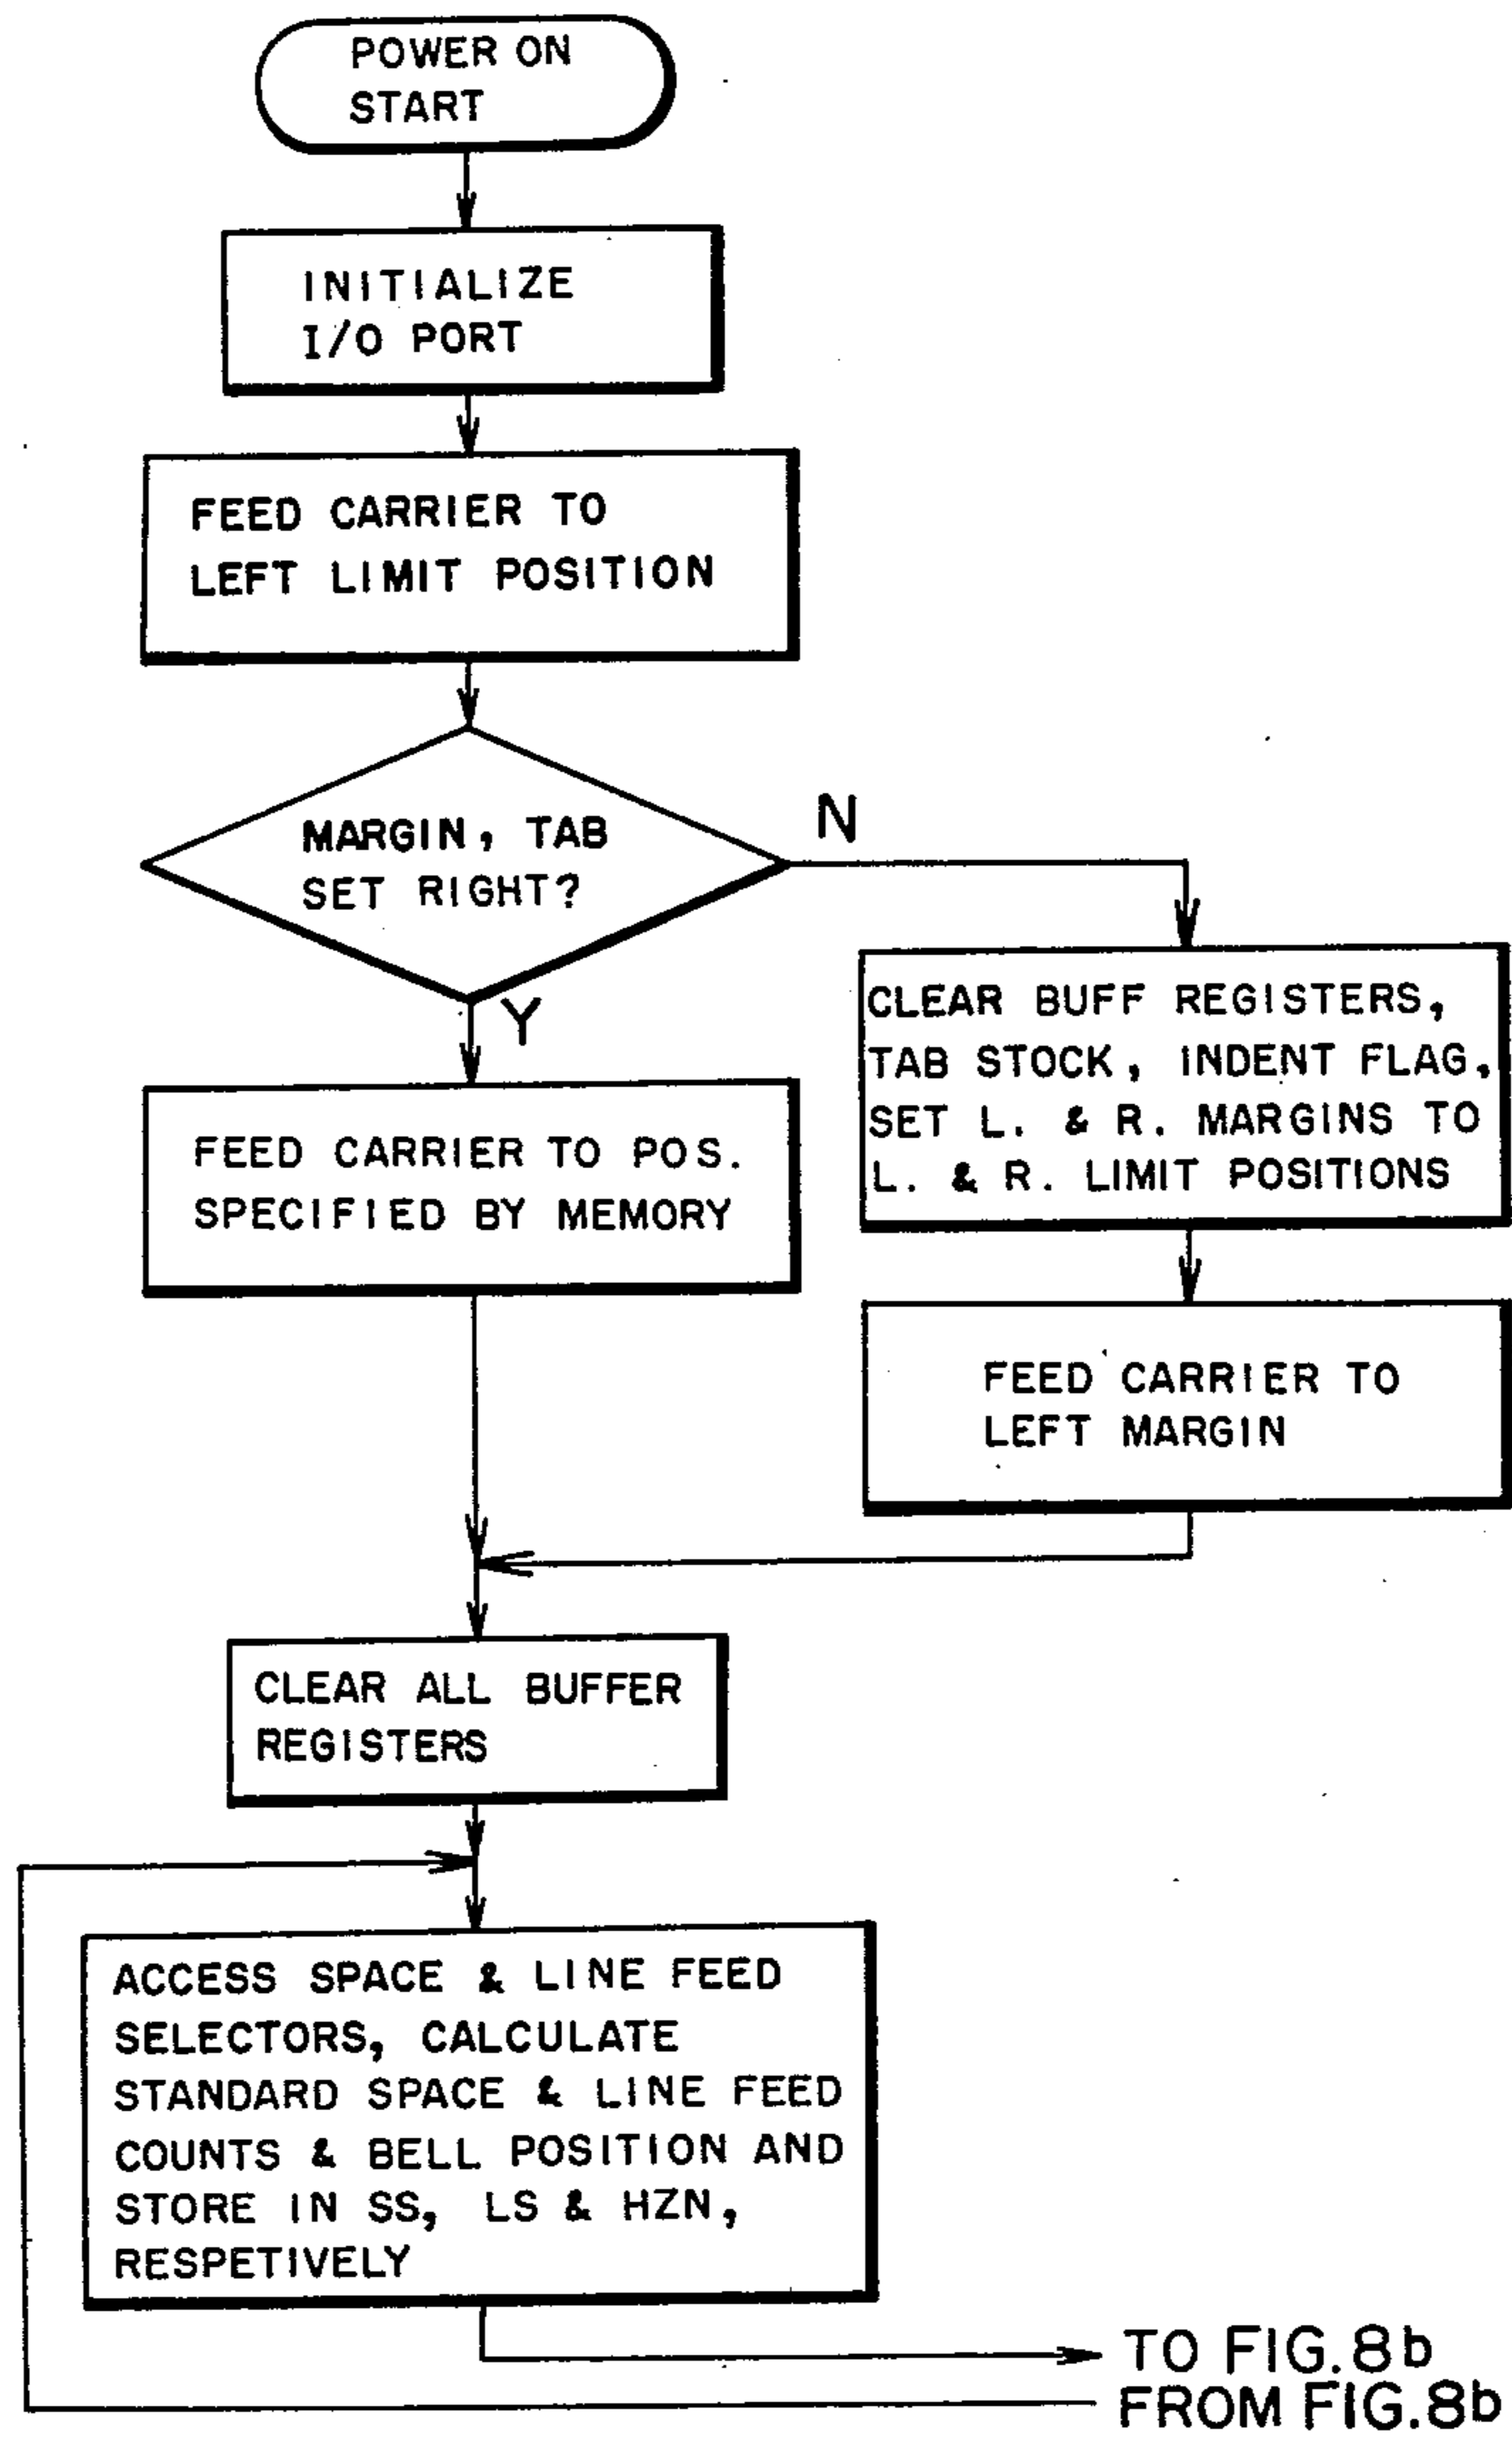 POWER ON
START
INITIALIZE
I/O PORT
FEED CARRIER TO
LEFT LIMIT POSITION
MARGIN, TAB
SET RIGHT?
N
Y
CLEAR BUFF REGISTERS,
TAB STOCK, INDENT FLAG,
SET L. & R. MARGINS TO
L. & R. LIMIT POSITIONS
FEED CARRIER TO POS.
SPECIFIED BY MEMORY
FEED CARRIER TO
LEFT MARGIN
CLEAR ALL BUFFER
REGISTERS
ACCESS SPACE & LINE FEED
SELECTORS, CALCULATE
STANDARD SPACE & LINE FEED
COUNTS & BELL POSITION AND
STORE IN SS, LS & HZN,
RESPETIVELY
TO FIG.8b
FROM FIG.8b